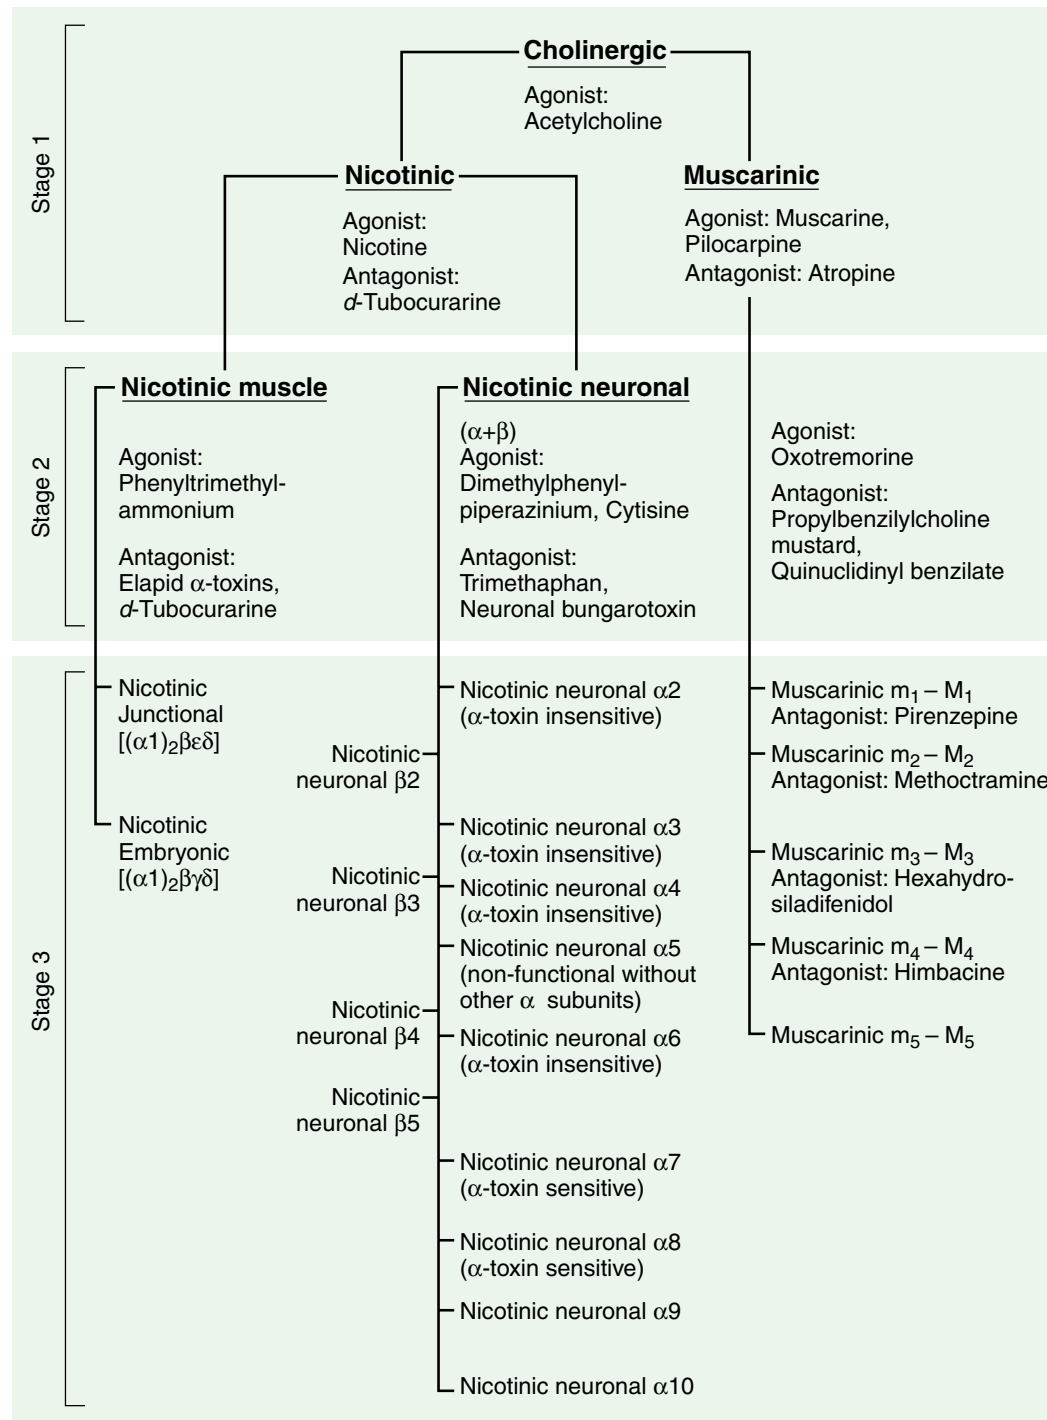 Stage 1
Cholinergic
Agonist:
Acetylcholine
Nicotinic
Agonist:
Nicotine
Antagonist:
d-Tubocurarine
Muscarinic
Agonist: Muscarine,
Pilocarpine
Antagonist: Atropine
Stage 2
Nicotinic muscle
Agonist:
Phenyltrimethyl-
ammonium
Antagonist:
Elapid α-toxins,
d-Tubocurarine
Nicotinic neuronal
(α+β)
Agonist:
Dimethylphenyl-
piperazinium, Cytisine
Antagonist:
Trimethaphan,
Neuronal bungarotoxin
Agonist:
Oxotremorine
Antagonist:
Propylbenzilylcholine
mustard,
Quinuclidinyl benzilate
Stage 3
Nicotinic
Junctional
[(α1)₂βεδ]
Nicotinic
Embryonic
[(α1)₂βγδ]
Nicotinic
neuronal β2
Nicotinic
neuronal β3
Nicotinic
neuronal β4
Nicotinic
neuronal β5
Nicotinic neuronal α2
(α-toxin insensitive)
Nicotinic neuronal α3
(α-toxin insensitive)
Nicotinic neuronal α4
(α-toxin insensitive)
Nicotinic neuronal α5
(non-functional without
other α subunits)
Nicotinic neuronal α6
(α-toxin insensitive)
Nicotinic neuronal α7
(α-toxin sensitive)
Nicotinic neuronal α8
(α-toxin sensitive)
Nicotinic neuronal α9
Nicotinic neuronal α10
Muscarinic m₁ – M₁
Antagonist: Pirenzepine
Muscarinic m₂ – M₂
Antagonist: Methoctramine
Muscarinic m₃ – M₃
Antagonist: Hexahydro-
siladifenidol
Muscarinic m₄ – M₄
Antagonist: Himbacine
Muscarinic m₅ – M₅